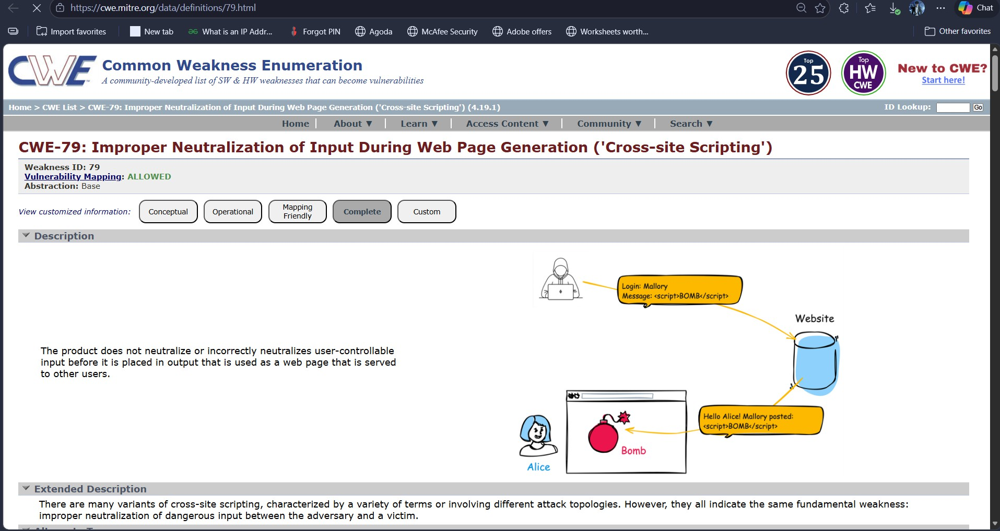 https://cwe.mitre.org/data/definitions/79.html
Chat
Import favorites
New tab
What is an IP Addr...
Forgot PIN
Agoda
McAfee Security
Adobe offers
Worksheets worth...
Other favorites
CWE
Common Weakness Enumeration
A community-developed list of SW & HW weaknesses that can become vulnerabilities
Top
25
Top
HW
CWE
New to CWE?
Start here!
Home > CWE List > CWE-79: Improper Neutralization of Input During Web Page Generation ('Cross-site Scripting') (4.19.1)
ID Lookup:
Go
Home
About ▼
Learn ▼
Access Content ▼
Community ▼
Search ▼
CWE-79: Improper Neutralization of Input During Web Page Generation ('Cross-site Scripting')
Weakness ID: 79
Vulnerability Mapping: ALLOWED
Abstraction: Base
View customized information:
Conceptual
Operational
Mapping
Friendly
Complete
Custom
Description
Login: Mallory
Message: <script>BOMB</script>
Website
The product does not neutralize or incorrectly neutralizes user-controllable
input before it is placed in output that is used as a web page that is served
to other users.
Hello Alice! Mallory posted:
<script>BOMB</script>
Bomb
Alice
Extended Description
There are many variants of cross-site scripting, characterized by a variety of terms or involving different attack topologies. However, they all indicate the same fundamental weakness:
improper neutralization of dangerous input between the adversary and a victim.